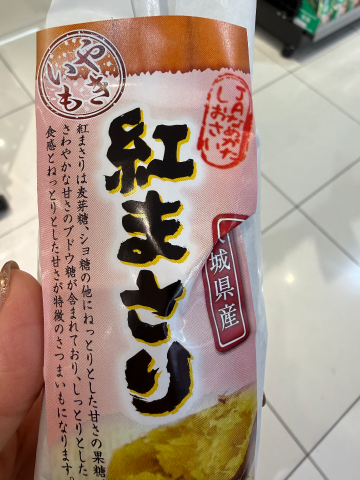 やき
いも
JAなめがた
しおさい
紅まさり
城県産
紅まさりは麦芽糖、ショ糖の他にねっとりとした甘さの果糖
さわやかな甘さのブドウ糖が含まれており、しっとりとした
食感とねっとりとした甘さが特徴のさつまいもになります。